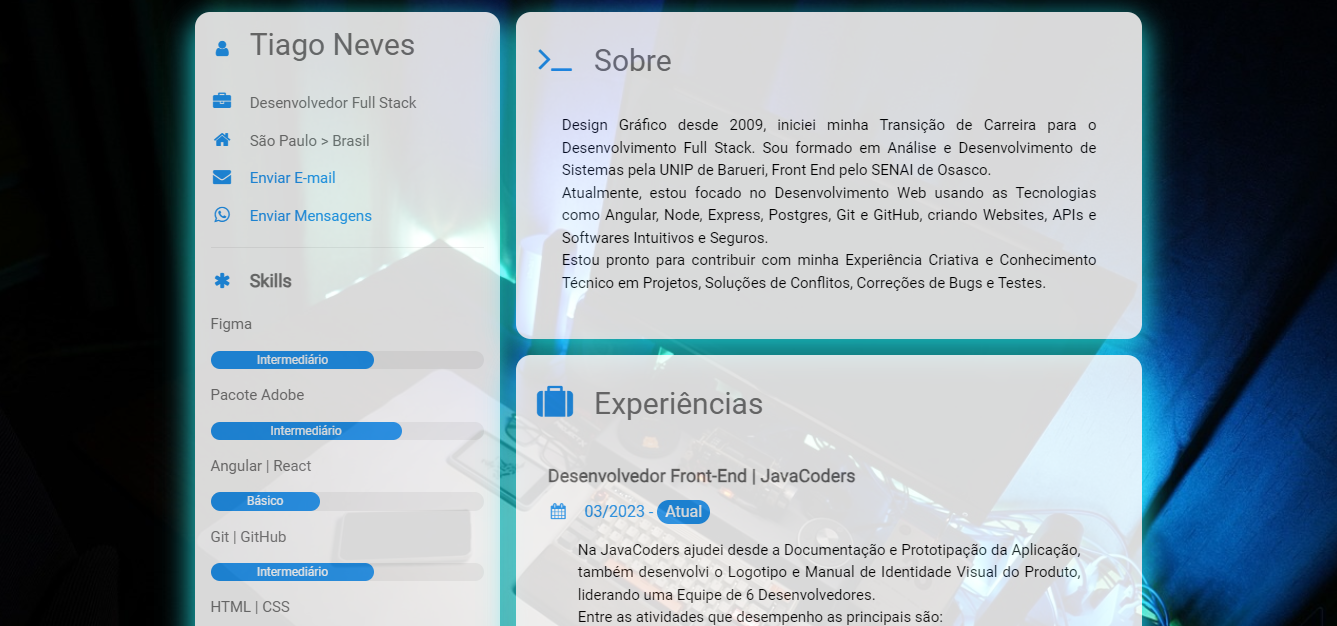 Tiago Neves
Desenvolvedor Full Stack
São Paulo > Brasil
Enviar E-mail
Enviar Mensagens
Skills
Figma
Intermediário
Pacote Adobe
Intermediário
Angular | React
Básico
Git | GitHub
Intermediário
HTML | CSS
Sobre
Design Gráfico desde 2009, iniciei minha Transição de Carreira para o
Desenvolvimento Full Stack. Sou formado em Análise e Desenvolvimento de
Sistemas pela UNIP de Barueri, Front End pelo SENAI de Osasco.
Atualmente, estou focado no Desenvolvimento Web usando as Tecnologias
como Angular, Node, Express, Postgres, Git e GitHub, criando Websites, APIs e
Softwares Intuitivos e Seguros.
Estou pronto para contribuir com minha Experiência Criativa e Conhecimento
Técnico em Projetos, Soluções de Conflitos, Correções de Bugs e Testes.
Experiências
Desenvolvedor Front-End | JavaCoders
03/2023 - Atual
Na JavaCoders ajudei desde a Documentação e Prototipação da Aplicação,
também desenvolvi o Logotipo e Manual de Identidade Visual do Produto,
liderando uma Equipe de 6 Desenvolvedores.
Entre as atividades que desempenho as principais são: